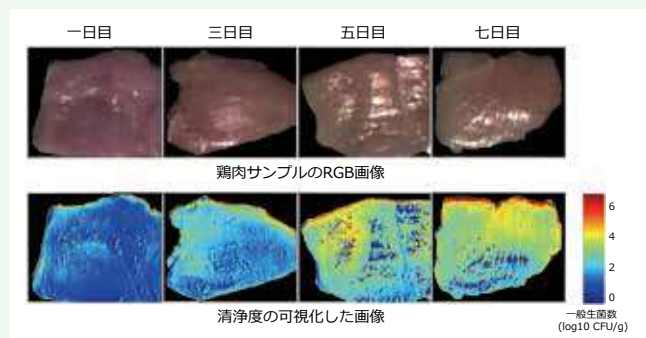 一日目 三日目 五日目 七日目
鶏肉サンプルのRGB画像
6
4
2
0
清浄度の可視化した画像
一般生菌数
(log10 CFU/g)